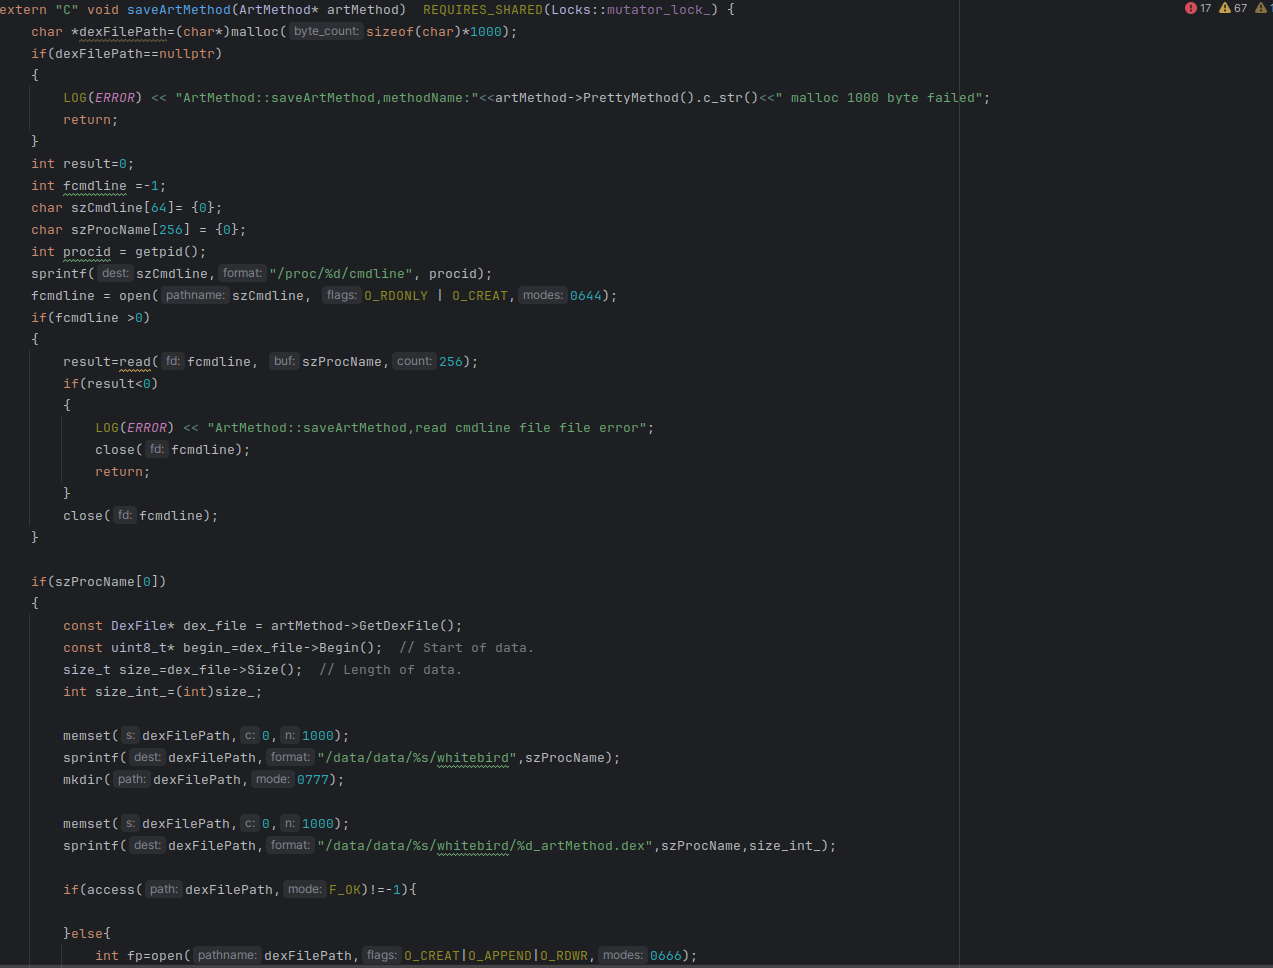 extern "C" void saveArtMethod(ArtMethod* artMethod)  REQUIRES_SHARED(Locks::mutator_lock_) {
17 67 1
    char *dexFilePath=(char*)malloc( byte_count: sizeof(char)*1000);
    if(dexFilePath==nullptr)
    {
        LOG(ERROR) << "ArtMethod::saveArtMethod,methodName:"<<artMethod->PrettyMethod().c_str()<<" malloc 1000 byte failed";
        return;
    }
    int result=0;
    int fcmdline =-1;
    char szCmdline[64]= {0};
    char szProcName[256] = {0};
    int procid = getpid();
    sprintf( dest: szCmdline, format: "/proc/%d/cmdline", procid);
    fcmdline = open( pathname: szCmdline,  flags: O_RDONLY | O_CREAT, modes: 0644);
    if(fcmdline >0)
    {
        result=read( fd: fcmdline,  buf: szProcName, count: 256);
        if(result<0)
        {
            LOG(ERROR) << "ArtMethod::saveArtMethod,read cmdline file file error";
            close( fd: fcmdline);
            return;
        }
        close( fd: fcmdline);
    }
    if(szProcName[0])
    {
        const DexFile* dex_file = artMethod->GetDexFile();
        const uint8_t* begin_=dex_file->Begin();  // Start of data.
        size_t size_=dex_file->Size();  // Length of data.
        int size_int_=(int)size_;
        memset( s: dexFilePath, c: 0, n: 1000);
        sprintf( dest: dexFilePath, format: "/data/data/%s/whitebird",szProcName);
        mkdir( path: dexFilePath, mode: 0777);
        memset( s: dexFilePath, c: 0, n: 1000);
        sprintf( dest: dexFilePath, format: "/data/data/%s/whitebird/%d_artMethod.dex",szProcName,size_int_);
        if(access( path: dexFilePath, mode: F_OK)!=-1){
        }else{
            int fp=open( pathname: dexFilePath, flags: O_CREAT|O_APPEND|O_RDWR, modes: 0666);